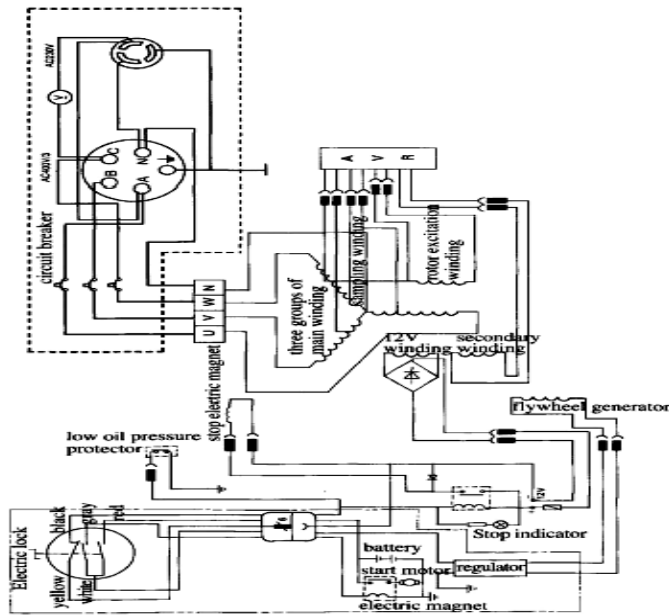 AC230V
V
AC400V/3
C
B
N
A
circuit breaker
A V R
N
W
V
U
three groups of
main winding
sampling winding
rotor excitation
winding
12V
winding
secondary
winding
stop electric magnet
flywheel generator
low oil pressure
protector
12V
Stop indicator
Electric lock
black
gray
red
yellow
white
battery
start motor
regulator
electric magnet